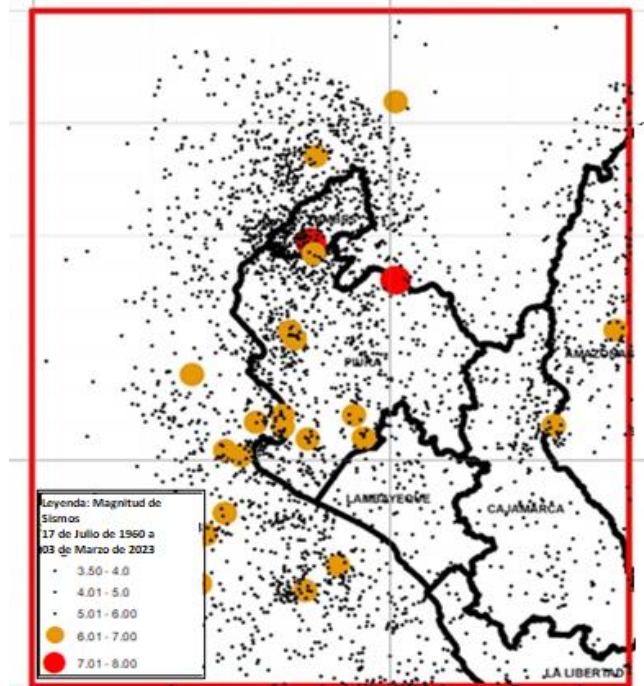 TUMBES
PIURA
AMAZONAS
LAMBAYEQUE
CAJAMARCA
LA LIBERTAD
Leyenda: Magnitud de
Sismos
17 de Julio de 1960 a
03 de Marzo de 2023
3.50 - 4.0
4.01 - 5.0
5.01 - 6.00
6.01 - 7.00
7.01 - 8.00